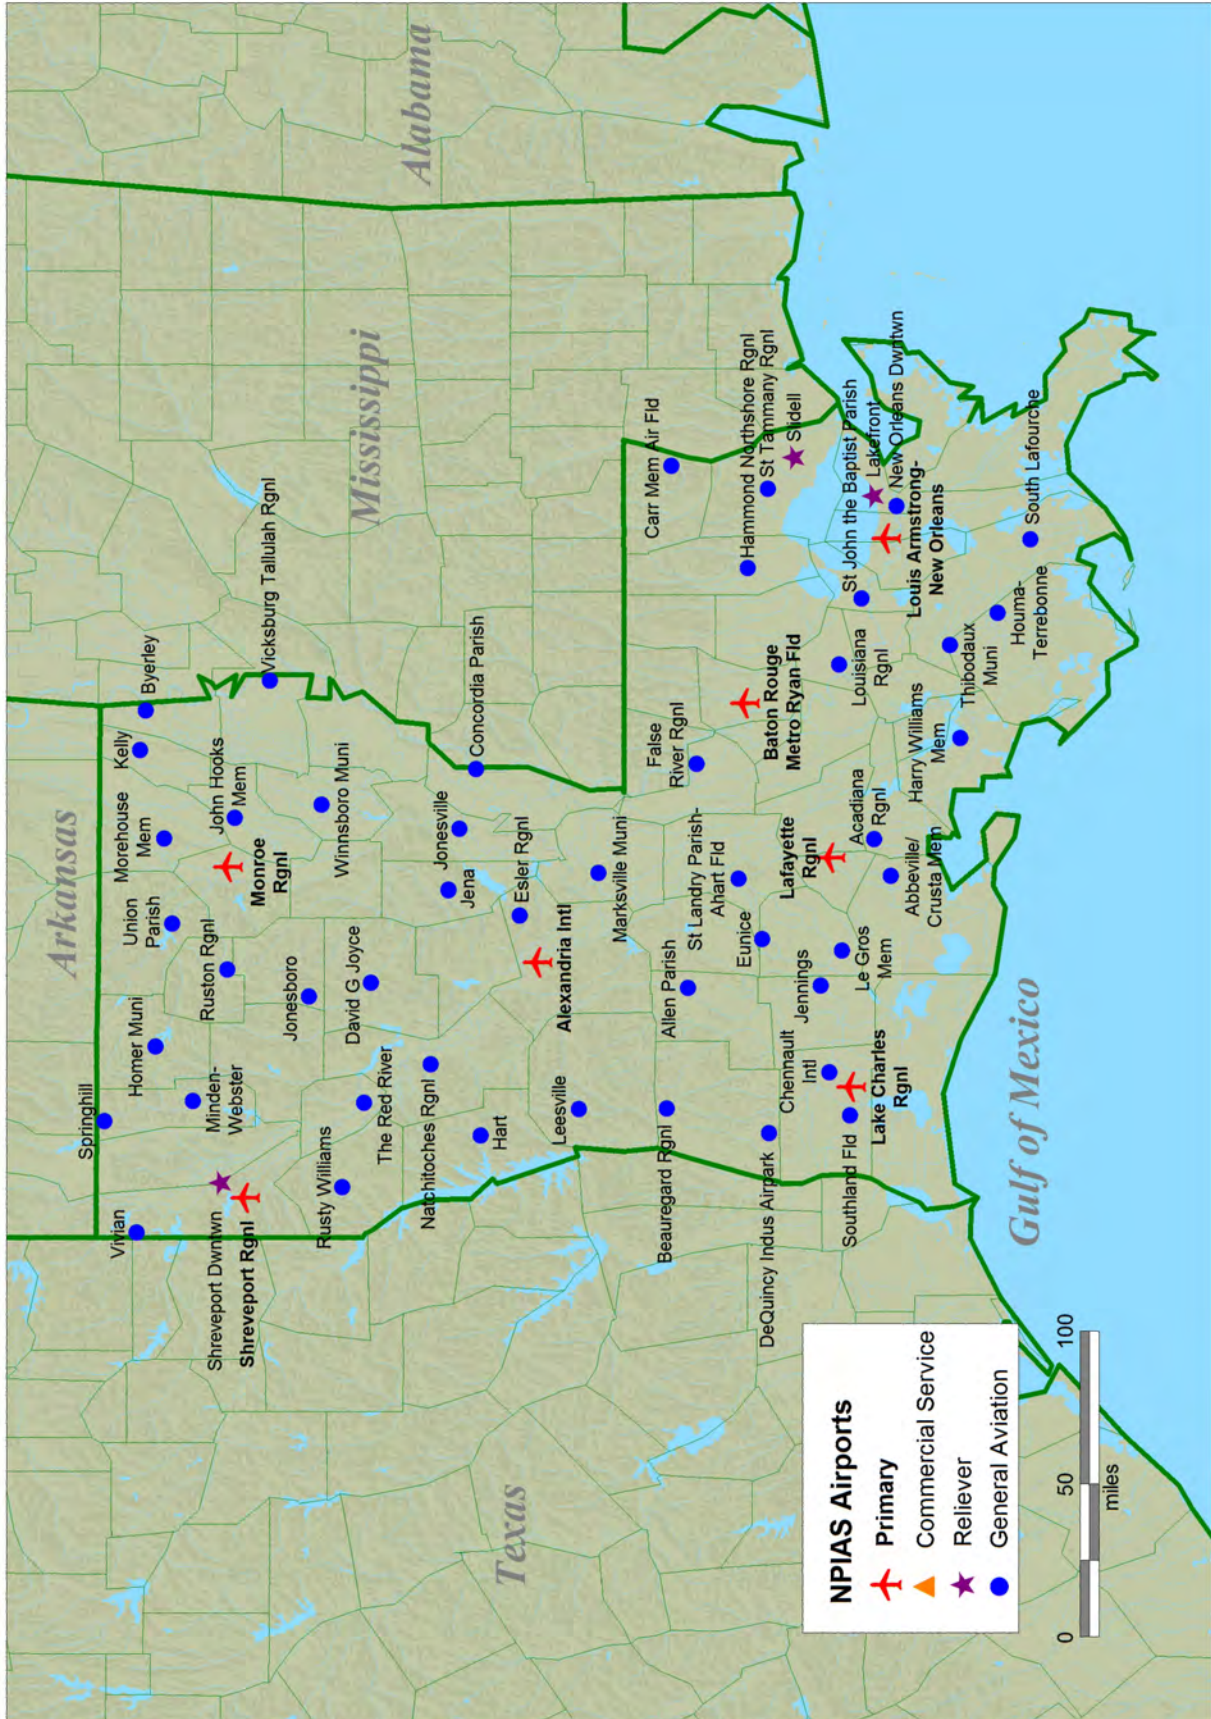 Arkansas
Mississippi
Alabama
Texas
Gulf of Mexico
Vivian
Springhill
Homer Muni
Union
Parish
Morehouse
Mem
Kelly
Byerley
Shreveport Dwntwn
Shreveport Rgnl
Minden-
Webster
Ruston Rgnl
Monroe
Rgnl
John Hooks
Mem
Vicksburg Tallulah Rgnl
Rusty Williams
The Red River
Jonesboro
David G Joyce
Winnsboro Muni
Natchitoches Rgnl
Hart
Jena
Jonesville
Concordia Parish
Esler Rgnl
Alexandria Intl
Leesville
Marksville Muni
Beauregard Rgnl
Allen Parish
St Landry Parish-
Ahart Fld
Eunice
False
River Rgnl
Baton Rouge
Metro Ryan Fld
Carr Mem Air Fld
Hammond Northshore Rgnl
St Tammany Rgnl
Slidell
DeQuincy Indus Airpark
Chennault
Intl
Southland Fld
Lake Charles
Rgnl
Jennings
Le Gros
Mem
Lafayette
Rgnl
Acadiana
Rgnl
Abbeville/
Crusta Mem
Louisiana
Rgnl
St John the Baptist Parish
Lakefront
New Orleans Dwntwn
Louis Armstrong-
New Orleans
Harry Williams
Mem
Thibodaux
Muni
Houma-
Terrebonne
South Lafourche
NPIAS Airports
Primary
Commercial Service
Reliever
General Aviation
0 50 100
miles